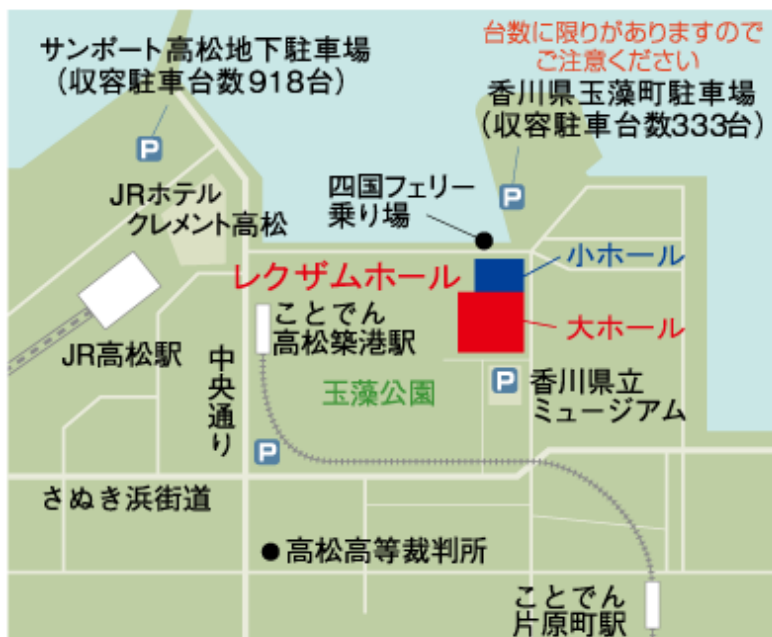 サンポート高松地下駐車場
（収容駐車台数918台）
台数に限りがありますので
ご注意ください
香川県玉藻町駐車場
（収容駐車台数333台）
P
P
JRホテル
クレメント高松
四国フェリー
乗り場
小ホール
レクザムホール
大ホール
ことでん
高松築港駅
JR高松駅
中央通り
玉藻公園
P
香川県立
ミュージアム
P
さぬき浜街道
高松高等裁判所
ことでん
片原町駅